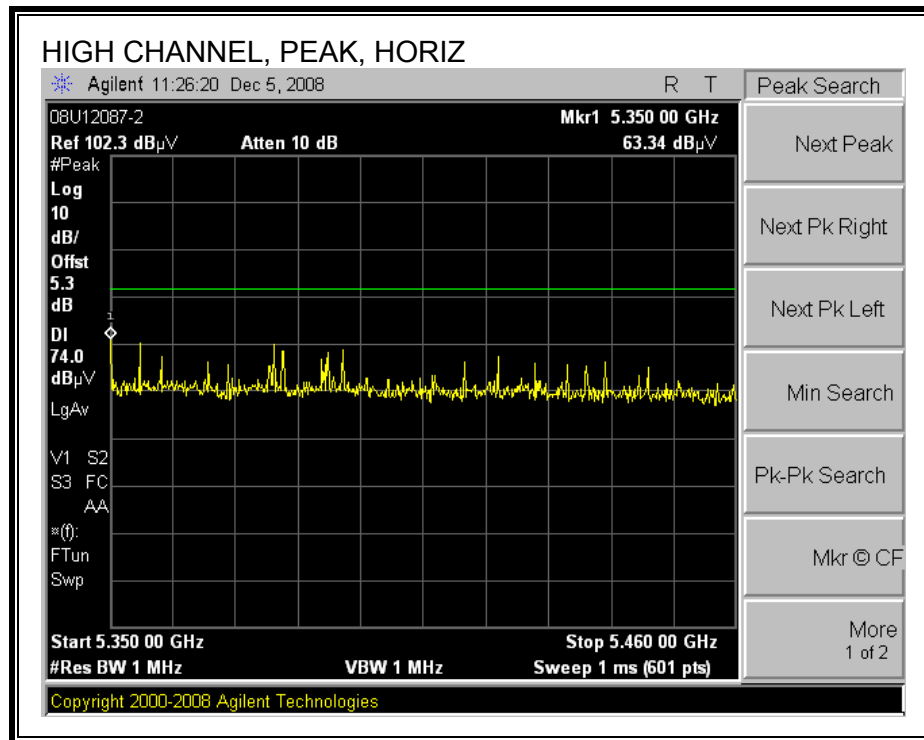 HIGH CHANNEL, PEAK, HORIZ
Agilent 11:26:20 Dec 5, 2008 R T
Peak Search
08U12087-2 Mkr1 5.350 00 GHz
Ref 102.3 dBµV Atten 10 dB 63.34 dBµV
#Peak
Log
10
dB/
Offst
5.3
dB
DI
74.0
dBµV
LgAv
V1 S2
S3 FC
AA
¤(f):
FTun
Swp
1
Start 5.350 00 GHz Stop 5.460 00 GHz
#Res BW 1 MHz VBW 1 MHz Sweep 1 ms (601 pts)
Copyright 2000-2008 Agilent Technologies
Next Peak
Next Pk Right
Next Pk Left
Min Search
Pk-Pk Search
Mkr © CF
More
1 of 2